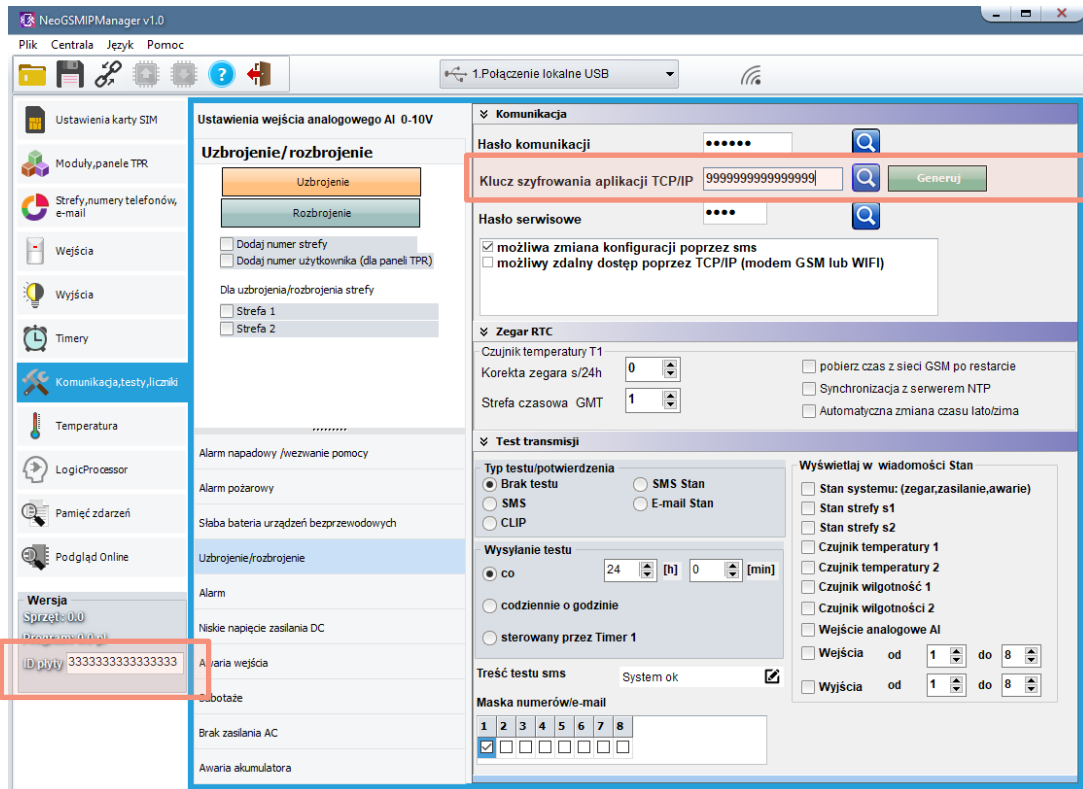 NeoGSMIPManager v1.0
Plik Centrala Język Pomoc
1.Połączenie lokalne USB
Ustawienia karty SIM
Moduły,panele TPR
Strefy,numery telefonów,
e-mail
Wejścia
Wyjścia
Timery
Komunikacja,testy,liczniki
Temperatura
LogicProcessor
Pamięć zdarzeń
Podgląd Online
Wersja
Sprzęt: 0.0
Program: 0.0 pl
ID płyty 3333333333333333
Ustawienia wejścia analogowego AI 0-10V
Uzbrojenie/rozbrojenie
Uzbrojenie
Rozbrojenie
Dodaj numer strefy
Dodaj numer użytkownika (dla paneli TPR)
Dla uzbrojenia/rozbrojenia strefy
Strefa 1
Strefa 2
Alarm napadowy /wezwanie pomocy
Alarm pożarowy
Słaba bateria urządzeń bezprzewodowych
Uzbrojenie/rozbrojenie
Alarm
Niskie napięcie zasilania DC
Awaria wejścia
Sabotaże
Brak zasilania AC
Awaria akumulatora
Komunikacja
Hasło komunikacji ••••••
Klucz szyfrowania aplikacji TCP/IP 9999999999999999 Generuj
Hasło serwisowe ••••
możliwa zmiana konfiguracji poprzez sms
możliwy zdalny dostęp poprzez TCP/IP (modem GSM lub WIFI)
Zegar RTC
Czujnik temperatury T1
Korekta zegara s/24h 0
Strefa czasowa GMT 1
pobierz czas z sieci GSM po restarcie
Synchronizacja z serwerem NTP
Automatyczna zmiana czasu lato/zima
Test transmisji
Typ testu/potwierdzenia
Brak testu SMS Stan
SMS E-mail Stan
CLIP
Wysyłanie testu
co 24 [h] 0 [min]
codziennie o godzinie
sterowany przez Timer 1
Treść testu sms System ok
Maska numerów/e-mail
1 2 3 4 5 6 7 8
Wyświetlaj w wiadomości Stan
Stan systemu: (zegar,zasilanie,awarie)
Stan strefy s1
Stan strefy s2
Czujnik temperatury 1
Czujnik temperatury 2
Czujnik wilgotność 1
Czujnik wilgotności 2
Wejście analogowe AI
Wejścia od 1 do 8
Wyjścia od 1 do 8